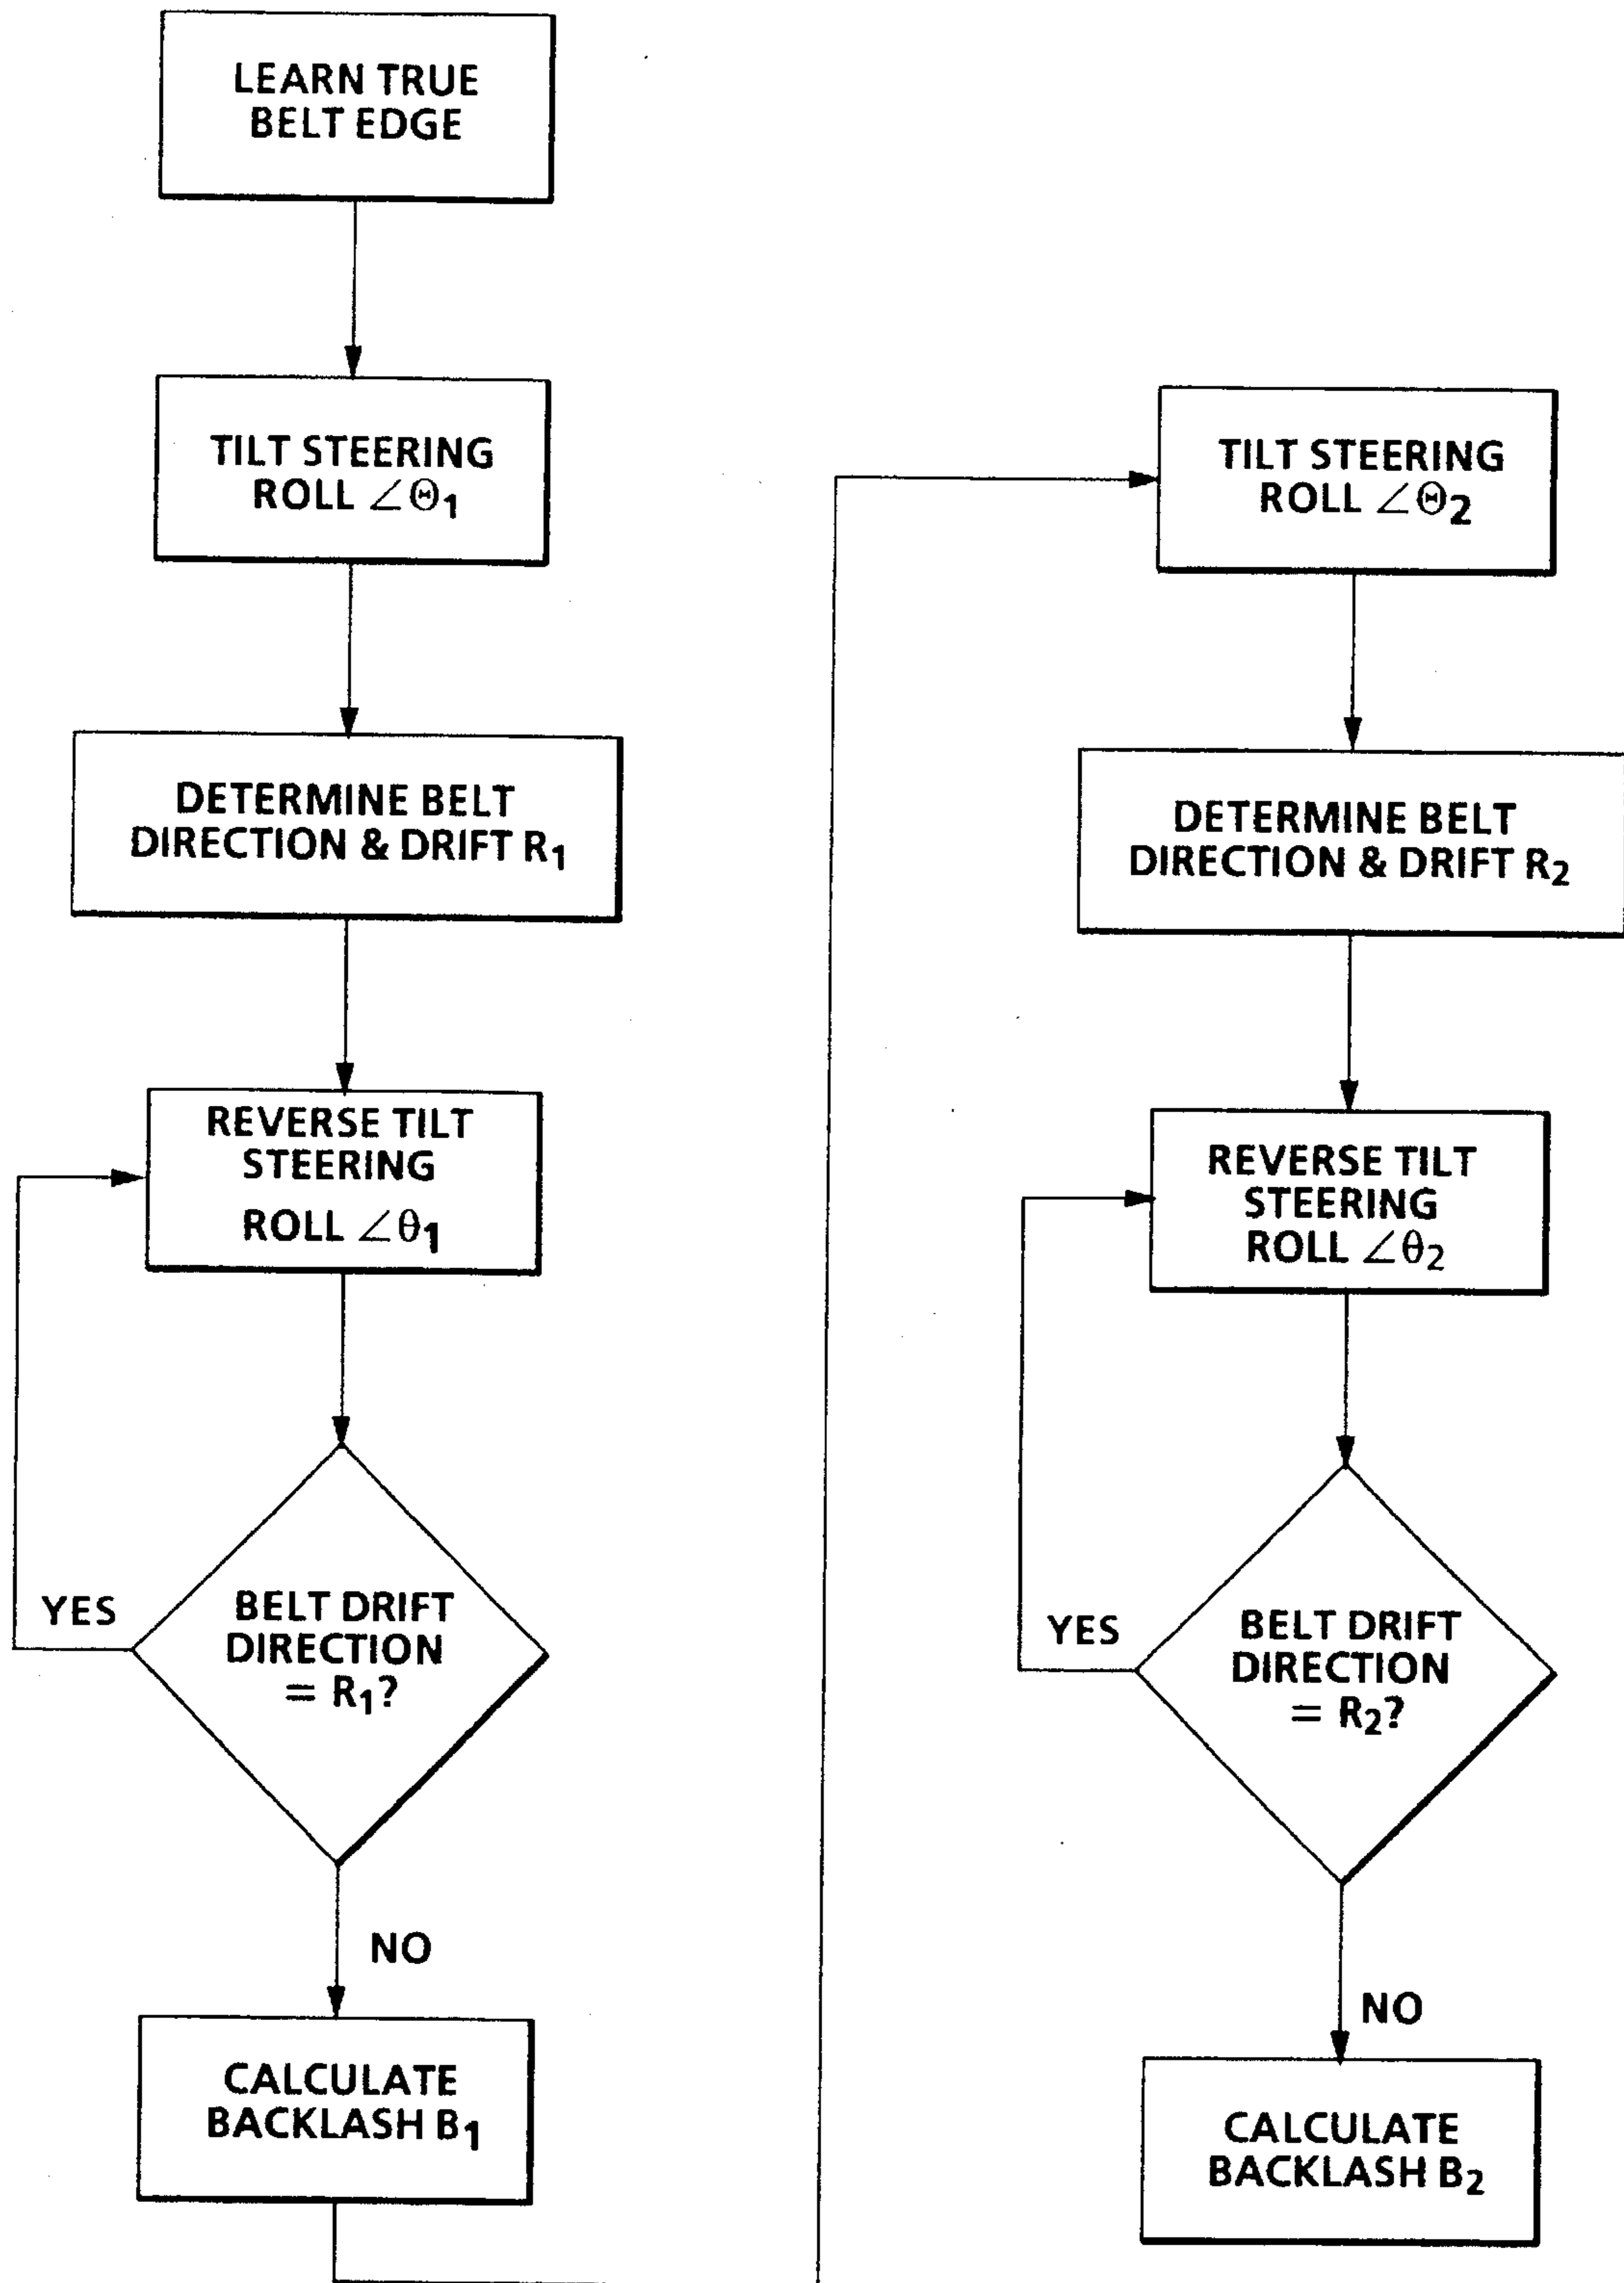 LEARN TRUE
BELT EDGE
TILT STEERING
ROLL ∠Θ1
DETERMINE BELT
DIRECTION & DRIFT R1
REVERSE TILT
STEERING
ROLL ∠θ1
YES
BELT DRIFT
DIRECTION
= R1?
NO
CALCULATE
BACKLASH B1
TILT STEERING
ROLL ∠Θ2
DETERMINE BELT
DIRECTION & DRIFT R2
REVERSE TILT
STEERING
ROLL ∠θ2
YES
BELT DRIFT
DIRECTION
= R2?
NO
CALCULATE
BACKLASH B2